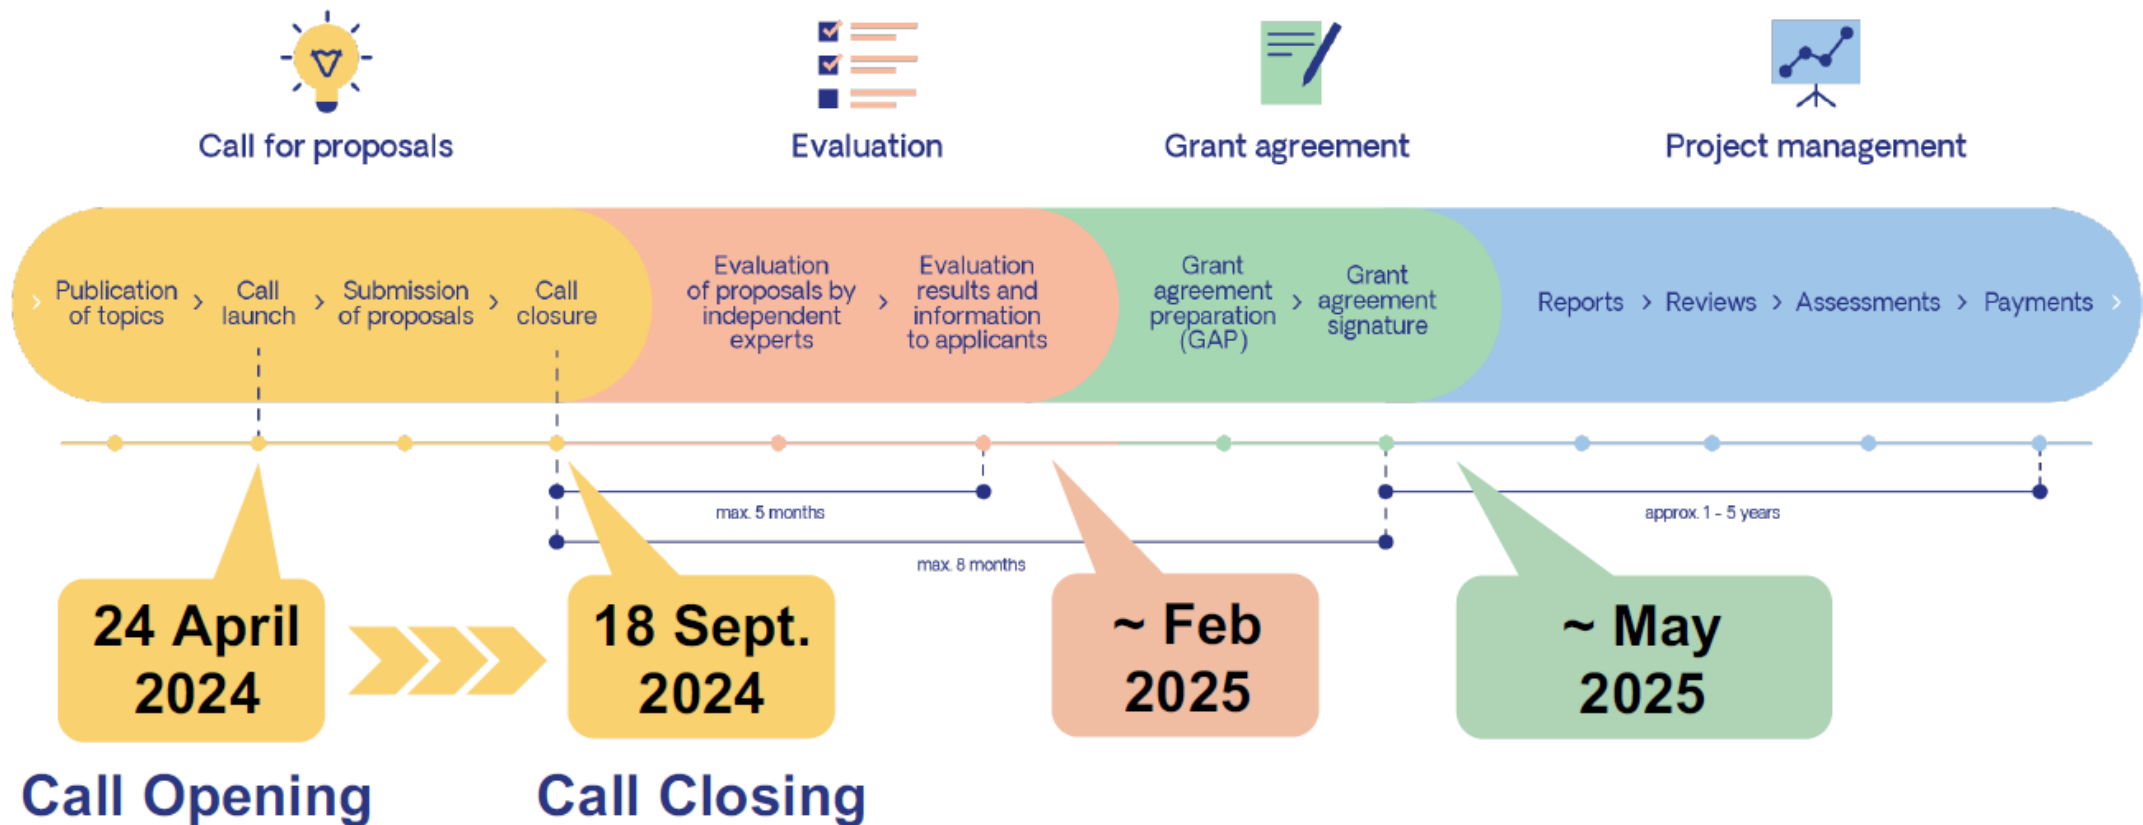 Call for proposals
Evaluation
Grant agreement
Project management
Publication
of topics
Call
launch
Submission
of proposals
Call
closure
Evaluation
of proposals by
independent
experts
Evaluation
results and
information
to applicants
Grant
agreement
preparation
(GAP)
Grant
agreement
signature
Reports
Reviews
Assessments
Payments
max. 5 months
approx. 1 - 5 years
max. 8 months
24 April
2024
18 Sept.
2024
~ Feb
2025
~ May
2025
Call Opening
Call Closing